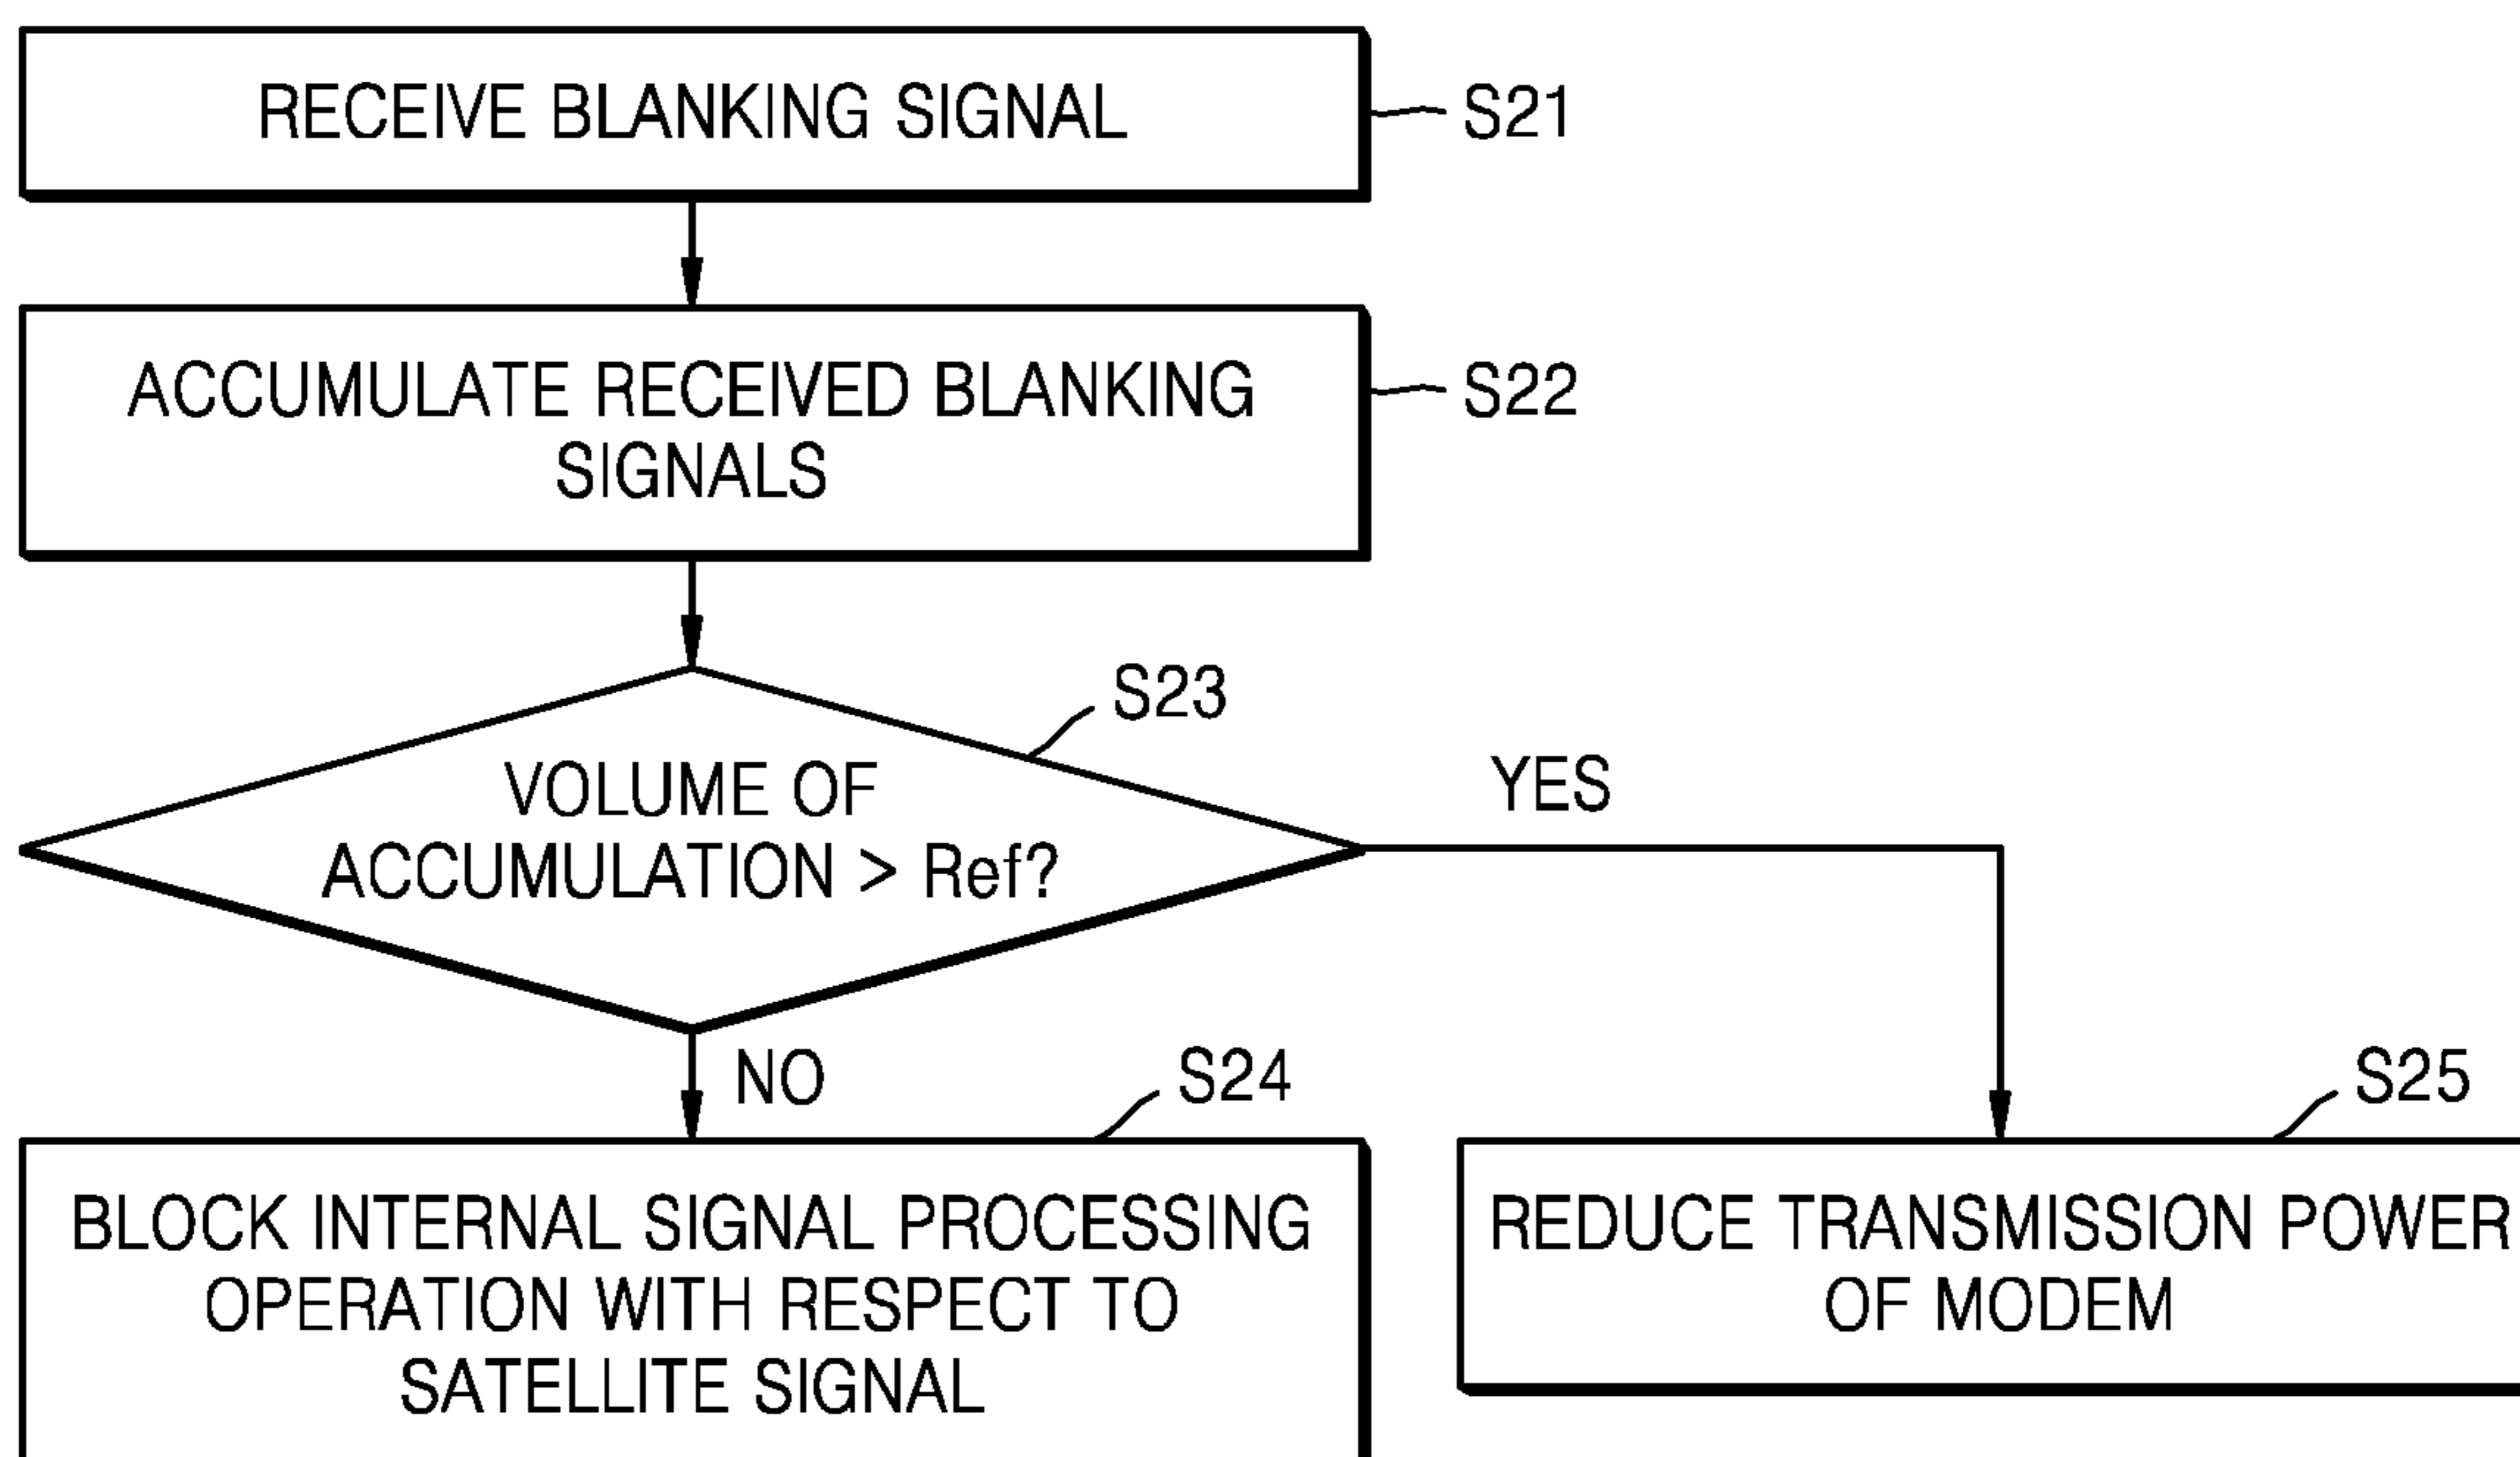 RECEIVE BLANKING SIGNAL
S21
ACCUMULATE RECEIVED BLANKING
SIGNALS
S22
S23
VOLUME OF
ACCUMULATION > Ref?
YES
NO
S24
BLOCK INTERNAL SIGNAL PROCESSING
OPERATION WITH RESPECT TO
SATELLITE SIGNAL
S25
REDUCE TRANSMISSION POWER
OF MODEM